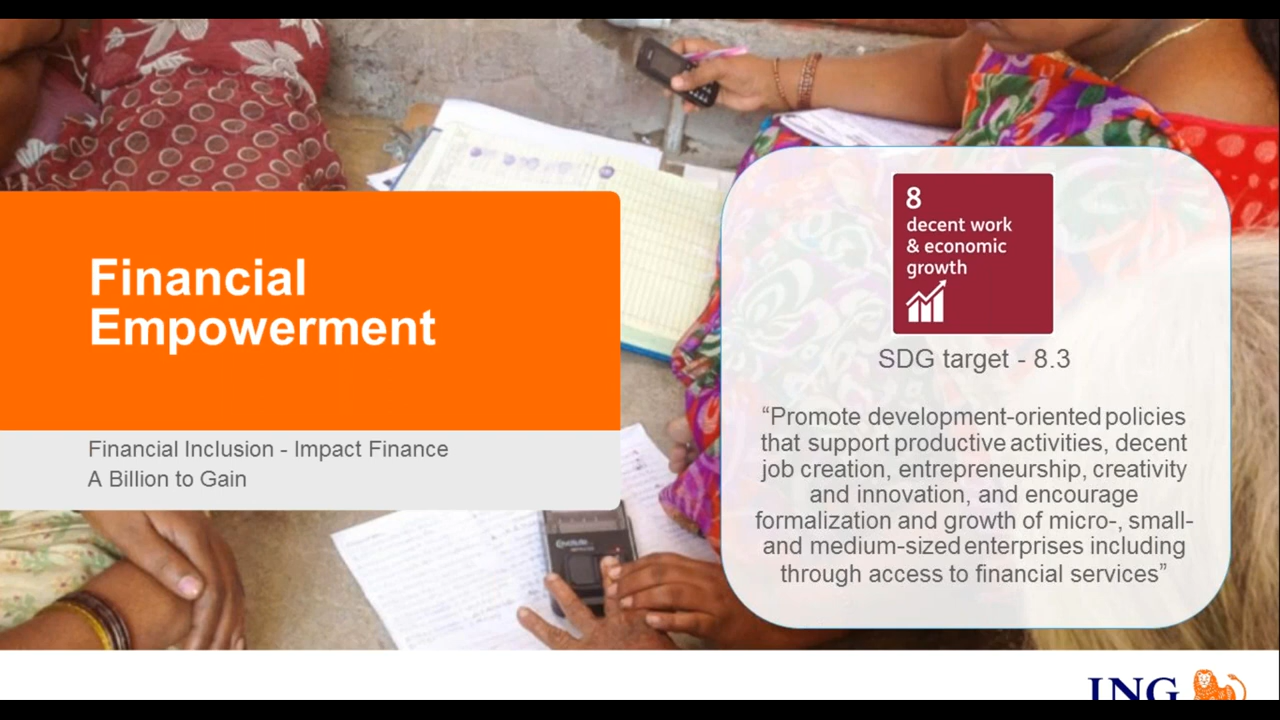 Financial
Empowerment
Financial Inclusion - Impact Finance
A Billion to Gain
8
decent work
& economic
growth
SDG target - 8.3
“Promote development-oriented policies
that support productive activities, decent
job creation, entrepreneurship, creativity
and innovation, and encourage
formalization and growth of micro-, small-
and medium-sized enterprises including
through access to financial services”
ING